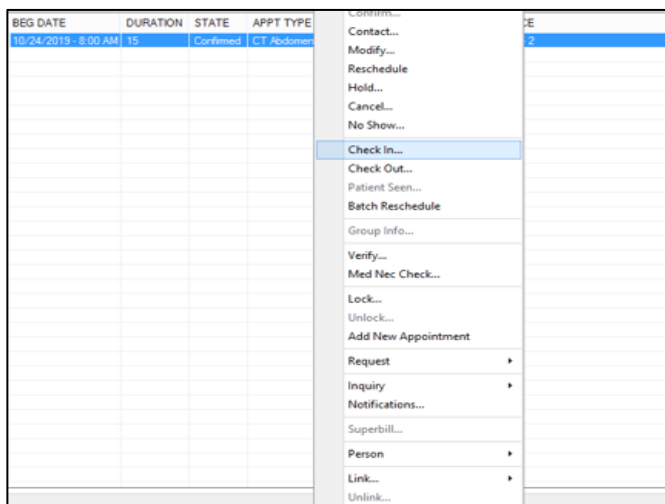 BEG DATE DURATION STATE APPT TYPE CE
10/24/2019 - 8:00 AM 15 Confirmed CT Abdomen 2
Confirm...
Contact...
Modify...
Reschedule
Hold...
Cancel...
No Show...
Check In...
Check Out...
Patient Seen...
Batch Reschedule
Group Info...
Verify...
Med Nec Check...
Lock...
Unlock...
Add New Appointment
Request
Inquiry
Notifications...
Superbill...
Person
Link...
Unlink...